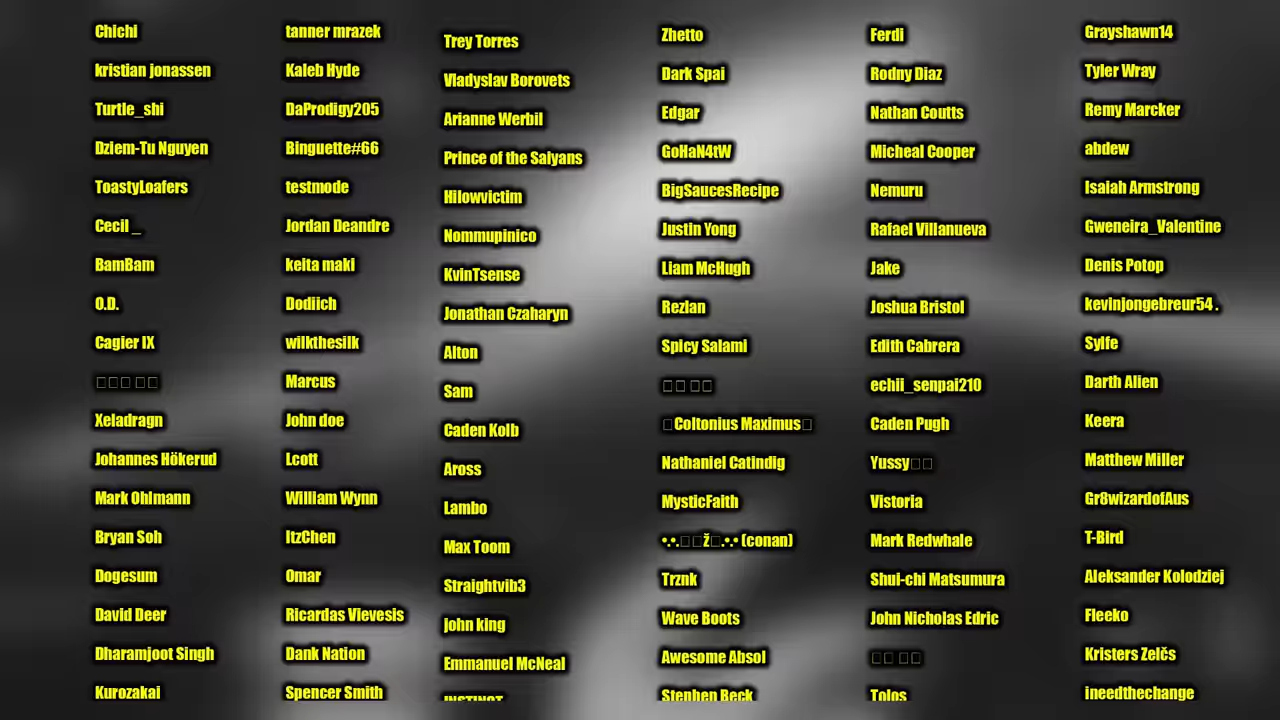 Chichi
kristian jonassen
Turtle_shi
Dziem-Tu Nguyen
ToastyLoafers
Cecil _
BamBam
O.D.
Cagier IX
Xeladragn
Johannes Hökerud
Mark Ohlmann
Bryan Soh
Dogesum
David Deer
Dharamjoot Singh
Kurozakai
tanner mrazek
Kaleb Hyde
DaProdigy205
Binguette#66
testmode
Jordan Deandre
keita maki
Dodiich
wilkthesilk
Marcus
John doe
Lcott
William Wynn
ItzChen
Omar
Ricardas Vievesis
Dank Nation
Spencer Smith
Trey Torres
Vladyslav Borovets
Arianne Werbil
Prince of the Saiyans
Hilowvictim
Nommupinico
KvinTsense
Jonathan Czaharyn
Alton
Sam
Caden Kolb
Aross
Lambo
Max Toom
Straightvib3
john king
Emmanuel McNeal
INSTINCT
Zhetto
Dark Spai
Edgar
GoHaN4tW
BigSaucesRecipe
Justin Yong
Liam McHugh
Rezlan
Spicy Salami
Coltonius Maximus
Nathaniel Catindig
MysticFaith
•.•.□□ž□.•.• (conan)
Trznk
Wave Boots
Awesome Absol
Stephen Beck
Ferdi
Rodny Diaz
Nathan Coutts
Micheal Cooper
Nemuru
Rafael Villanueva
Jake
Joshua Bristol
Edith Cabrera
echii_senpai210
Caden Pugh
Yussy
Vistoria
Mark Redwhale
Shui-chi Matsumura
John Nicholas Edric
Tolos
Grayshawn14
Tyler Wray
Remy Marcker
abdew
Isaiah Armstrong
Gweneira_Valentine
Denis Potop
kevinjongebreur54 .
Sylfe
Darth Alien
Keera
Matthew Miller
Gr8wizardofAus
T-Bird
Aleksander Kolodziej
Fleeko
Kristers Zelčs
ineedthechange